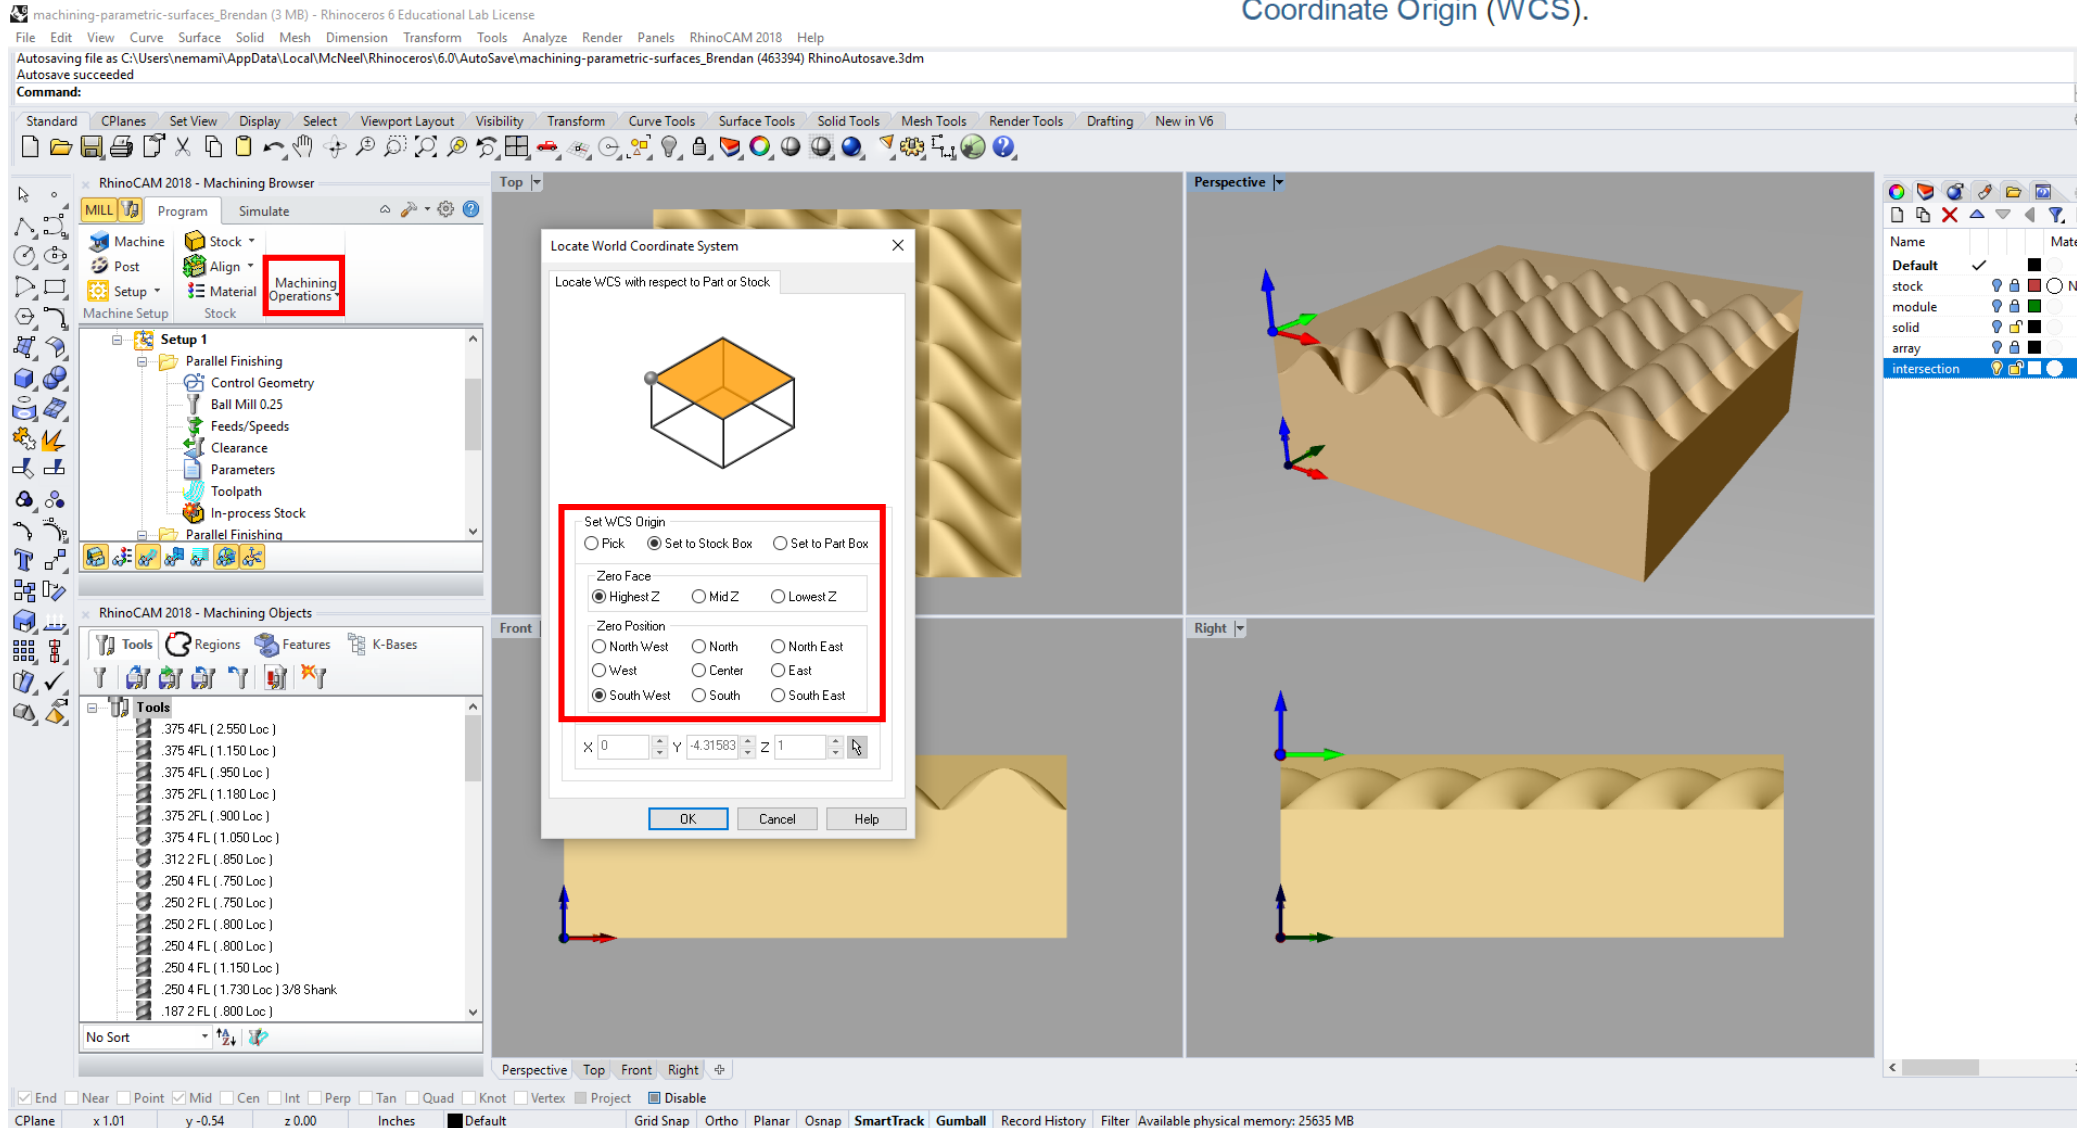 Coordinate Origin (WCS).
machining-parametric-surfaces_Brendan (3 MB) - Rhinoceros 6 Educational Lab License
File Edit View Curve Surface Solid Mesh Dimension Transform Tools Analyze Render Panels RhinoCAM 2018 Help
Autosaving file as C:\Users\nemami\AppData\Local\McNeel\Rhinoceros\6.0\AutoSave\machining-parametric-surfaces_Brendan (463394) RhinoAutosave.3dm
Autosave succeeded
Command:
Standard CPlanes Set View Display Select Viewport Layout Visibility Transform Curve Tools Surface Tools Solid Tools Mesh Tools Render Tools Drafting New in V6
RhinoCAM 2018 - Machining Browser
MILL Program Simulate
Machine Stock
Post Align
Setup Material
Machining
Operations
Machine Setup Stock
Setup 1
Parallel Finishing
Control Geometry
Ball Mill 0.25
Feeds/Speeds
Clearance
Parameters
Toolpath
In-process Stock
Parallel Finishing
RhinoCAM 2018 - Machining Objects
Tools Regions Features K-Bases
Tools
.375 4FL ( 2.550 Loc )
.375 4FL ( 1.150 Loc )
.375 4FL ( .950 Loc )
.375 2FL ( 1.180 Loc )
.375 2FL ( .900 Loc )
.375 4 FL ( 1.050 Loc )
.312 2 FL ( .850 Loc )
.250 4 FL ( .750 Loc )
.250 2 FL ( .750 Loc )
.250 2 FL ( .800 Loc )
.250 4 FL ( .800 Loc )
.250 4 FL ( 1.150 Loc )
.250 4 FL ( 1.730 Loc ) 3/8 Shank
.187 2 FL ( .800 Loc )
No Sort
Top
Perspective
Front
Right
Locate World Coordinate System
Locate WCS with respect to Part or Stock
Set WCS Origin
Pick Set to Stock Box Set to Part Box
Zero Face
Highest Z Mid Z Lowest Z
Zero Position
North West North North East
West Center East
South West South South East
X 0 Y -4.31583 Z 1
OK Cancel Help
Name Mate
Default
stock N
module
solid
array
intersection
Perspective Top Front Right
End Near Point Mid Cen Int Perp Tan Quad Knot Vertex Project Disable
CPlane x 1.01 y -0.54 z 0.00 Inches Default Grid Snap Ortho Planar Osnap SmartTrack Gumball Record History Filter Available physical memory: 25635 MB